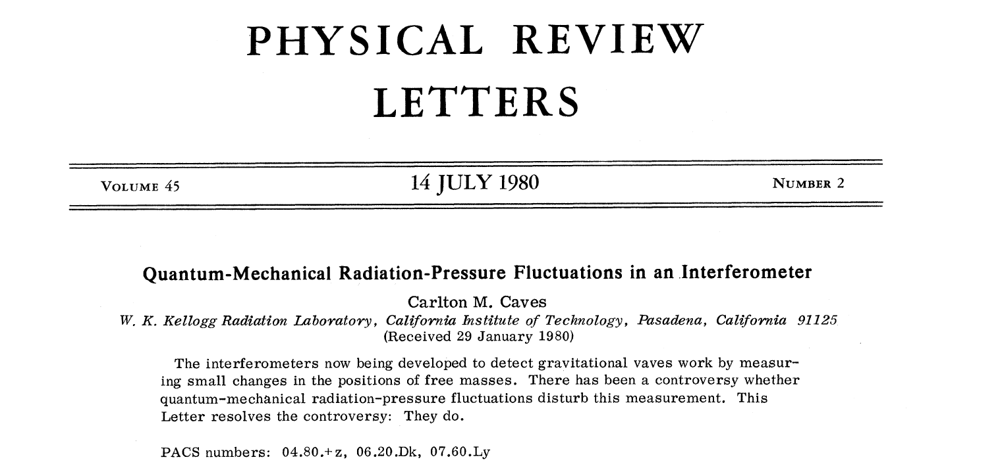 PHYSICAL REVIEW
LETTERS
VOLUME 45 14 JULY 1980 NUMBER 2
Quantum-Mechanical Radiation-Pressure Fluctuations in an Interferometer
Carlton M. Caves
W. K. Kellogg Radiation Laboratory, California Institute of Technology, Pasadena, California 91125
(Received 29 January 1980)
The interferometers now being developed to detect gravitational vaves work by measur-
ing small changes in the positions of free masses. There has been a controversy whether
quantum-mechanical radiation-pressure fluctuations disturb this measurement. This
Letter resolves the controversy: They do.
PACS numbers: 04.80.+z, 06.20.Dk, 07.60.Ly